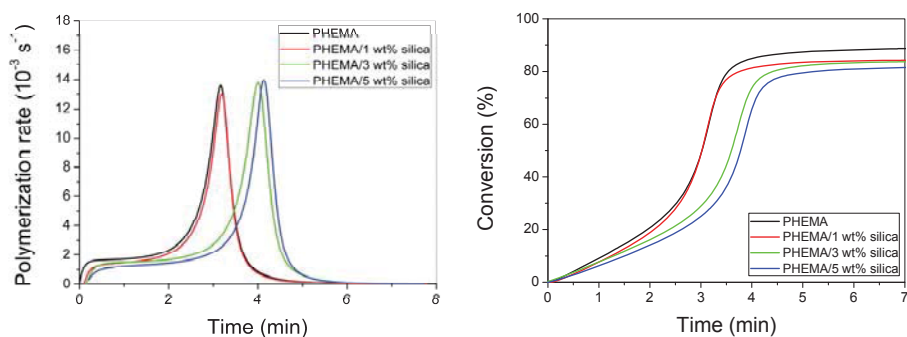 18
16
14
12
10
8
6
4
2
0
Polymerization rate (10⁻³ s⁻¹)
PHEMA
PHEMA/1 wt% silica
PHEMA/3 wt% silica
PHEMA/5 wt% silica
0 2 4 6 8
Time (min)
100
80
60
40
20
0
Conversion (%)
PHEMA
PHEMA/1 wt% silica
PHEMA/3 wt% silica
PHEMA/5 wt% silica
0 1 2 3 4 5 6 7
Time (min)